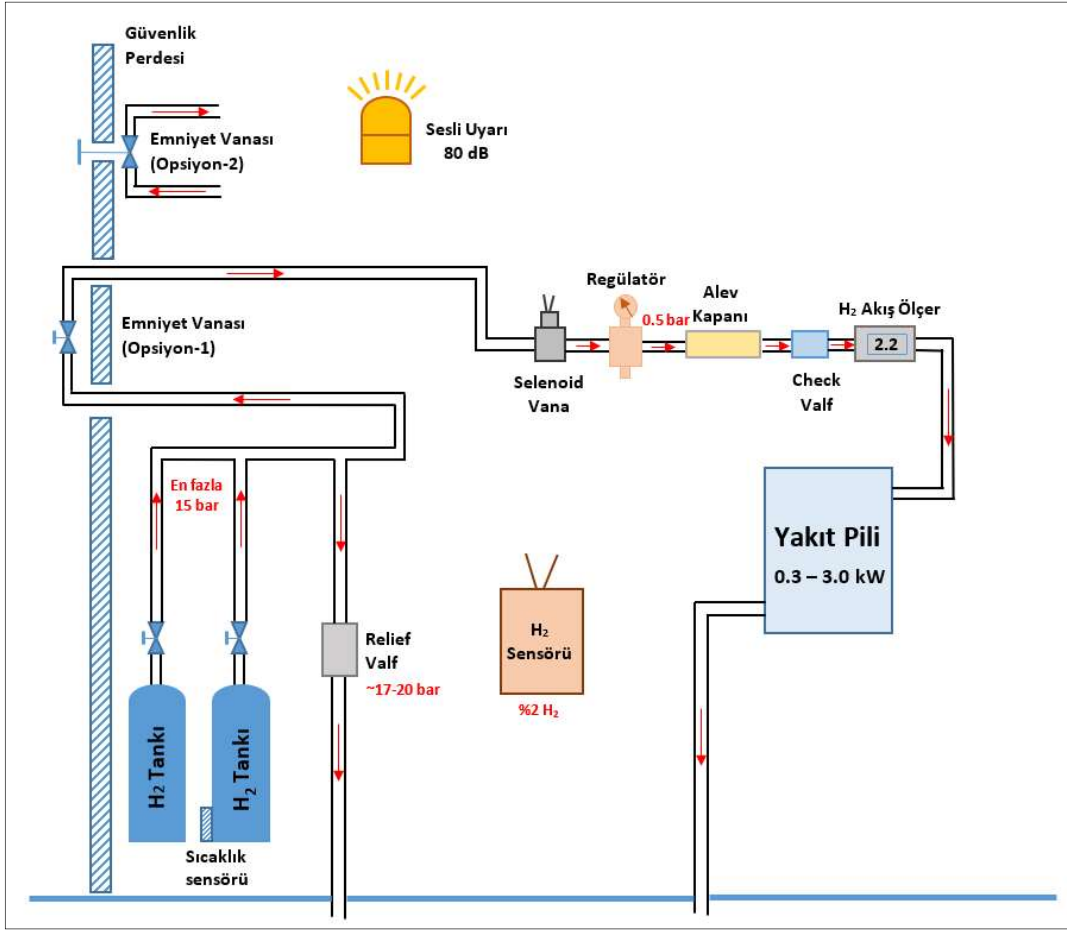 Güvenlik
Perdesi
Emniyet Vanası
(Opsiyon-2)
Sesli Uyarı
80 dB
Emniyet Vanası
(Opsiyon-1)
Regülatör
0.5 bar
Alev
Kapanı
H₂ Akış Ölçer
2.2
Selenoid
Vana
Check
Valf
En fazla
15 bar
Yakıt Pili
0.3 – 3.0 kW
Relief
Valf
~17-20 bar
H₂
Sensörü
%2 H₂
H2 Tankı
H₂ Tankı
Sıcaklık
sensörü